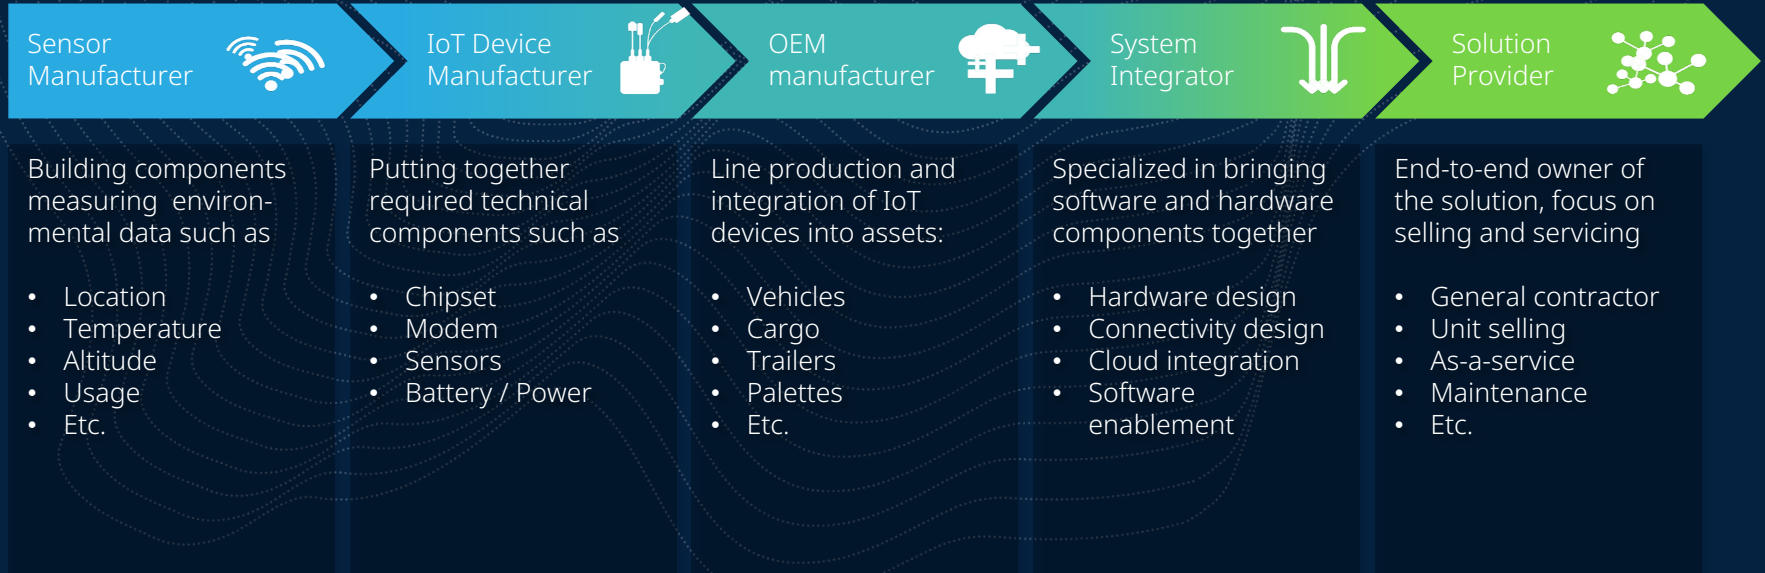 Sensor
Manufacturer
IoT Device
Manufacturer
OEM
manufacturer
System
Integrator
Solution
Provider
Building components
measuring  environ-
mental data such as
• Location
• Temperature
• Altitude
• Usage
• Etc.
Putting together
required technical
components such as
• Chipset
• Modem
• Sensors
• Battery / Power
Line production and
integration of IoT
devices into assets:
• Vehicles
• Cargo
• Trailers
• Palettes
• Etc.
Specialized in bringing
software and hardware
components together
• Hardware design
• Connectivity design
• Cloud integration
• Software
enablement
End-to-end owner of
the solution, focus on
selling and servicing
• General contractor
• Unit selling
• As-a-service
• Maintenance
• Etc.